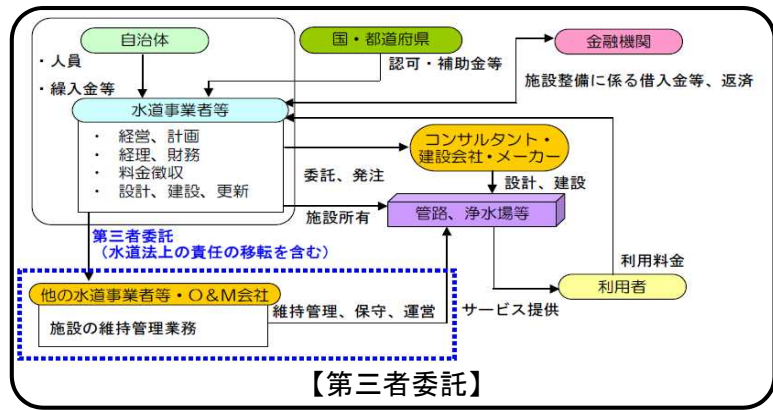 自治体
国・都道府県
金融機関
・人員
・繰入金等
認可・補助金等
施設整備に係る借入金等、返済
水道事業者等
・ 経営、計画
・ 経理、財務
・ 料金徴収
・ 設計、建設、更新
コンサルタント・
建設会社・メーカー
委託、発注
設計、建設
施設所有
管路、浄水場等
第三者委託
（水道法上の責任の移転を含む）
利用料金
利用者
他の水道事業者等・O＆M会社
維持管理、保守、運営
サービス提供
施設の維持管理業務
【第三者委託】